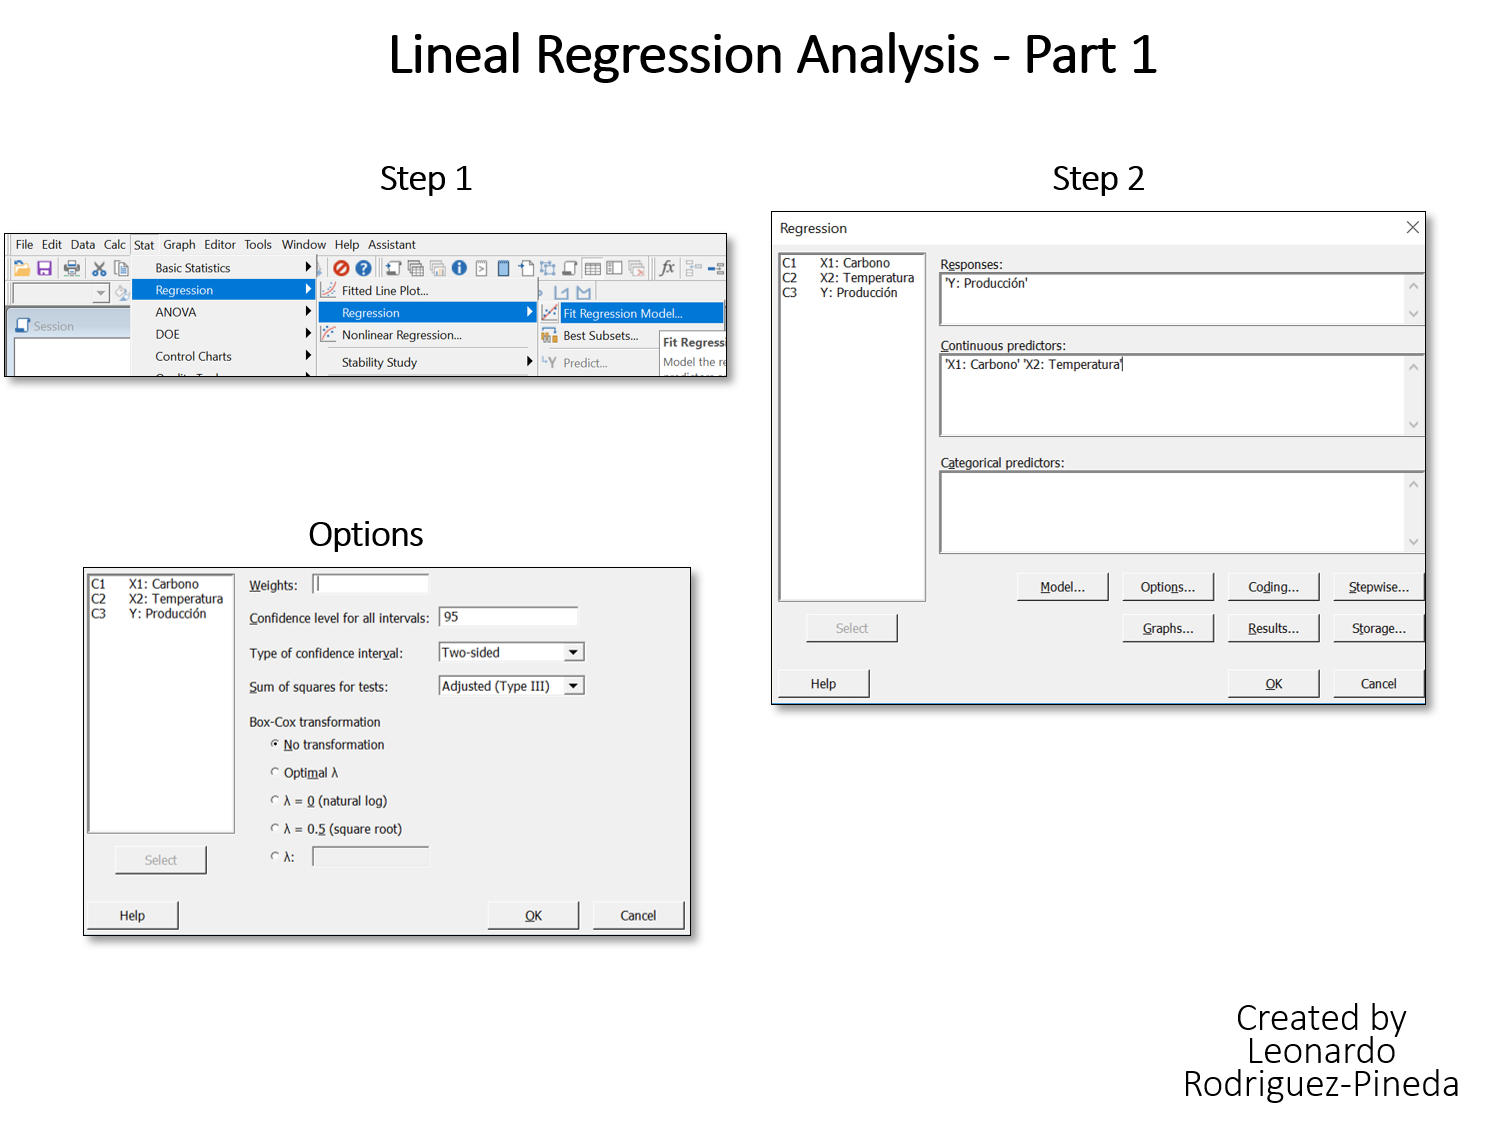 Lineal Regression Analysis - Part 1
Step 1
File Edit Data Calc Stat Graph Editor Tools Window Help Assistant
Basic Statistics
Regression
ANOVA
DOE
Control Charts
Session
Fitted Line Plot...
Regression
Nonlinear Regression...
Stability Study
Fit Regression Model...
Best Subsets...
Predict...
Fit Regress
Model the re
Step 2
Regression
C1 X1: Carbono
C2 X2: Temperatura
C3 Y: Producción
Responses:
'Y: Producción'
Continuous predictors:
'X1: Carbono' 'X2: Temperatura'
Categorical predictors:
Model... Options... Coding... Stepwise...
Select Graphs... Results... Storage...
Help OK Cancel
Options
C1 X1: Carbono
C2 X2: Temperatura
C3 Y: Producción
Weights:
Confidence level for all intervals: 95
Type of confidence interval: Two-sided
Sum of squares for tests: Adjusted (Type III)
Box-Cox transformation
No transformation
Optimal λ
λ = 0 (natural log)
λ = 0.5 (square root)
λ:
Select
Help OK Cancel
Created by
Leonardo
Rodriguez-Pineda